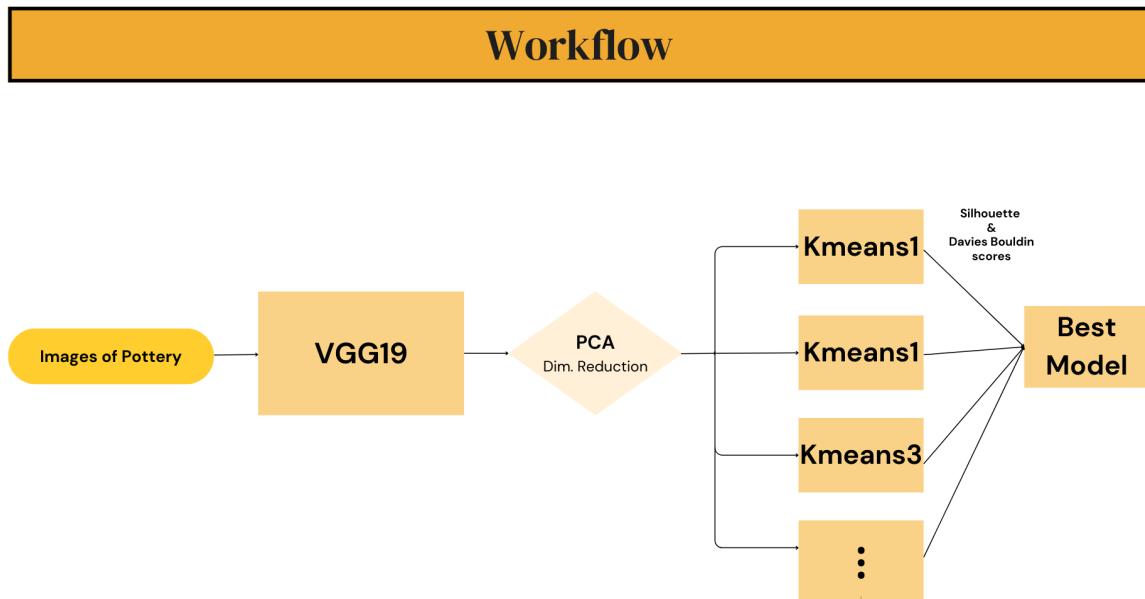 Workflow
Images of Pottery
VGG19
PCA
Dim. Reduction
Kmeans1
Kmeans1
Kmeans3
Silhouette
&
Davies Bouldin
scores
Best
Model